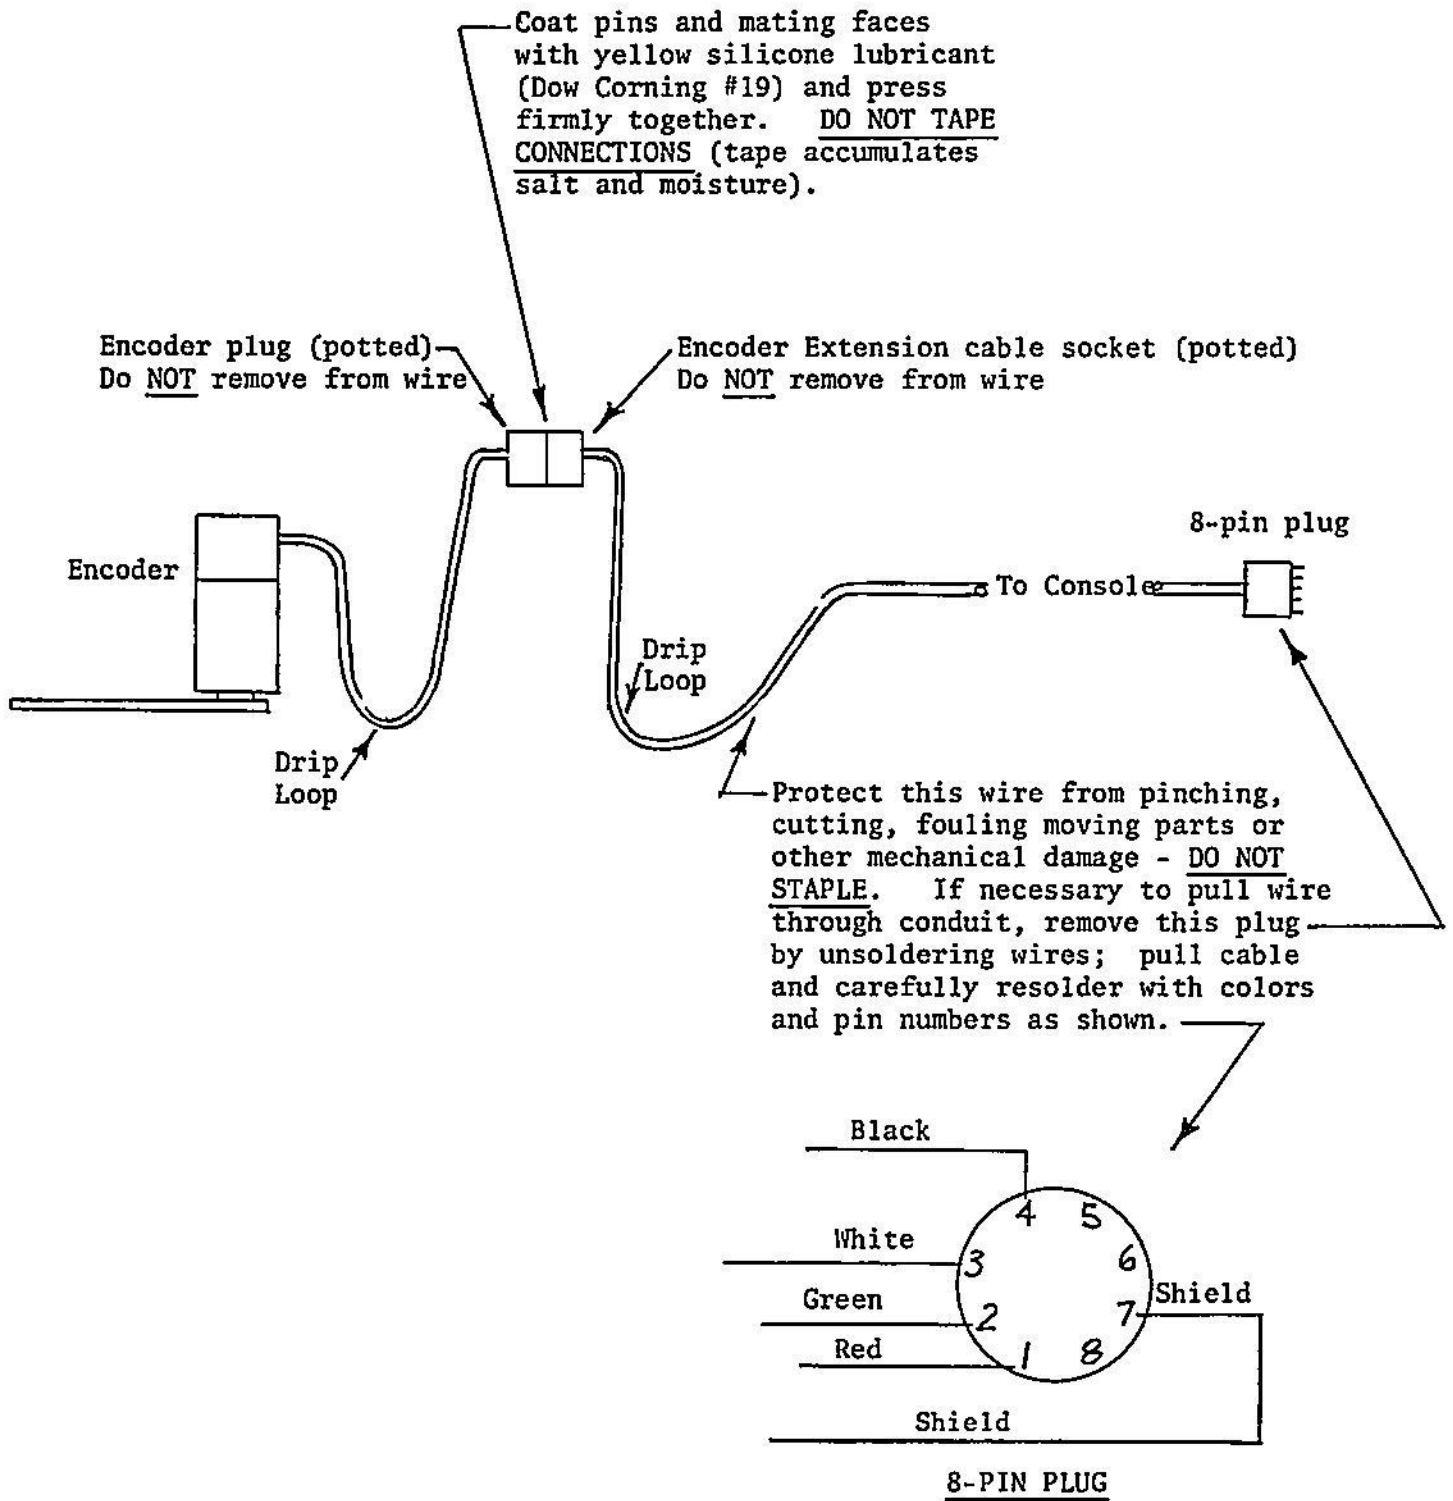 Coat pins and mating faces
with yellow silicone lubricant
(Dow Corning #19) and press
firmly together. DO NOT TAPE
CONNECTIONS (tape accumulates
salt and moisture).
Encoder plug (potted)
Do NOT remove from wire
Encoder Extension cable socket (potted)
Do NOT remove from wire
8-pin plug
Encoder
To Console
Drip
Loop
Drip
Loop
Protect this wire from pinching,
cutting, fouling moving parts or
other mechanical damage - DO NOT
STAPLE. If necessary to pull wire
through conduit, remove this plug
by unsoldering wires; pull cable
and carefully resolder with colors
and pin numbers as shown.
Black
4 5
White
3 6
Green
2 7 Shield
Red
1 8
Shield
8-PIN PLUG